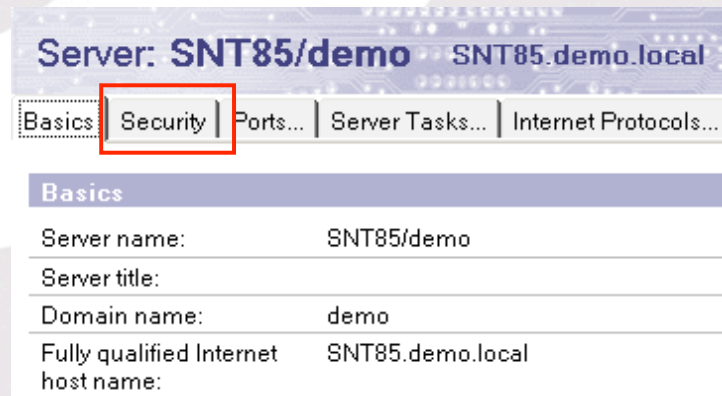 Server: SNT85/demo SNT85.demo.local
Basics Security Ports... Server Tasks... Internet Protocols...
Basics
Server name: SNT85/demo
Server title:
Domain name: demo
Fully qualified Internet SNT85.demo.local
host name: